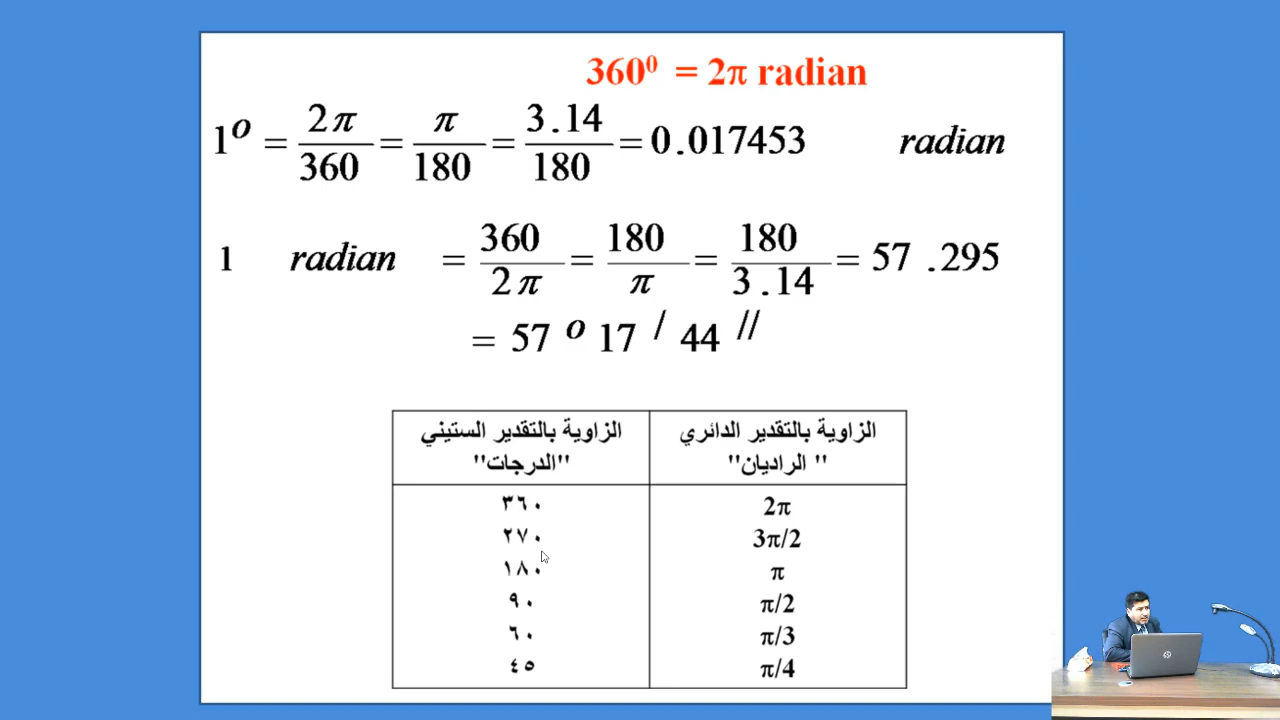 360⁰ = 2π radian
1º = 2π/360 = π/180 = 3.14/180 = 0.017453 radian
1 radian = 360/2π = 180/π = 180/3.14 = 57.295
= 57 º 17 / 44 //
الزاوية بالتقدير الدائري "الراديان" الزاوية بالتقدير الستيني "الدرجات"
2π ٣٦٠
3π/2 ٢٧٠
π ١٨٠
π/2 ٩٠
π/3 ٦٠
π/4 ٤٥